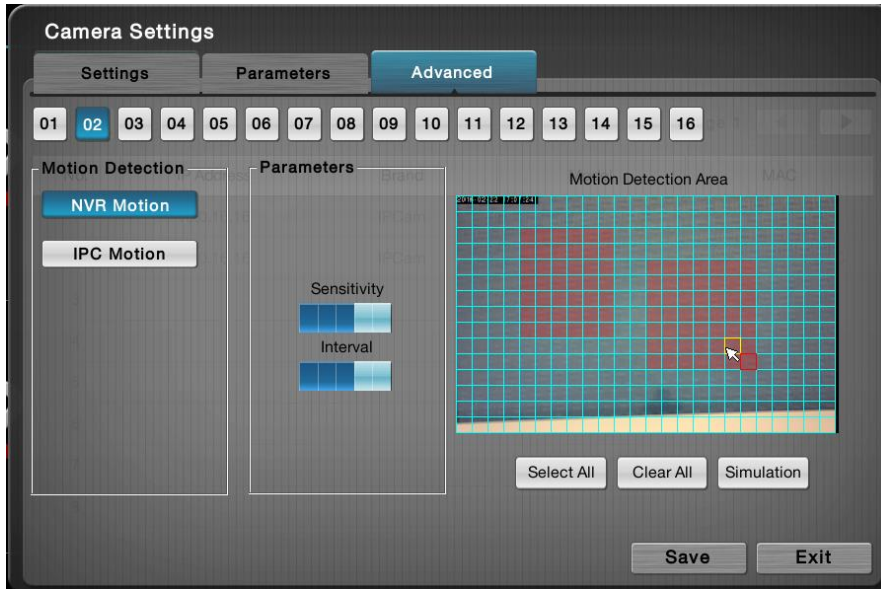 Camera Settings
Settings Parameters Advanced
01 02 03 04 05 06 07 08 09 10 11 12 13 14 15 16
Motion Detection
NVR Motion
IPC Motion
Parameters
Sensitivity
Interval
Motion Detection Area
MAC
Select All Clear All Simulation
Save Exit